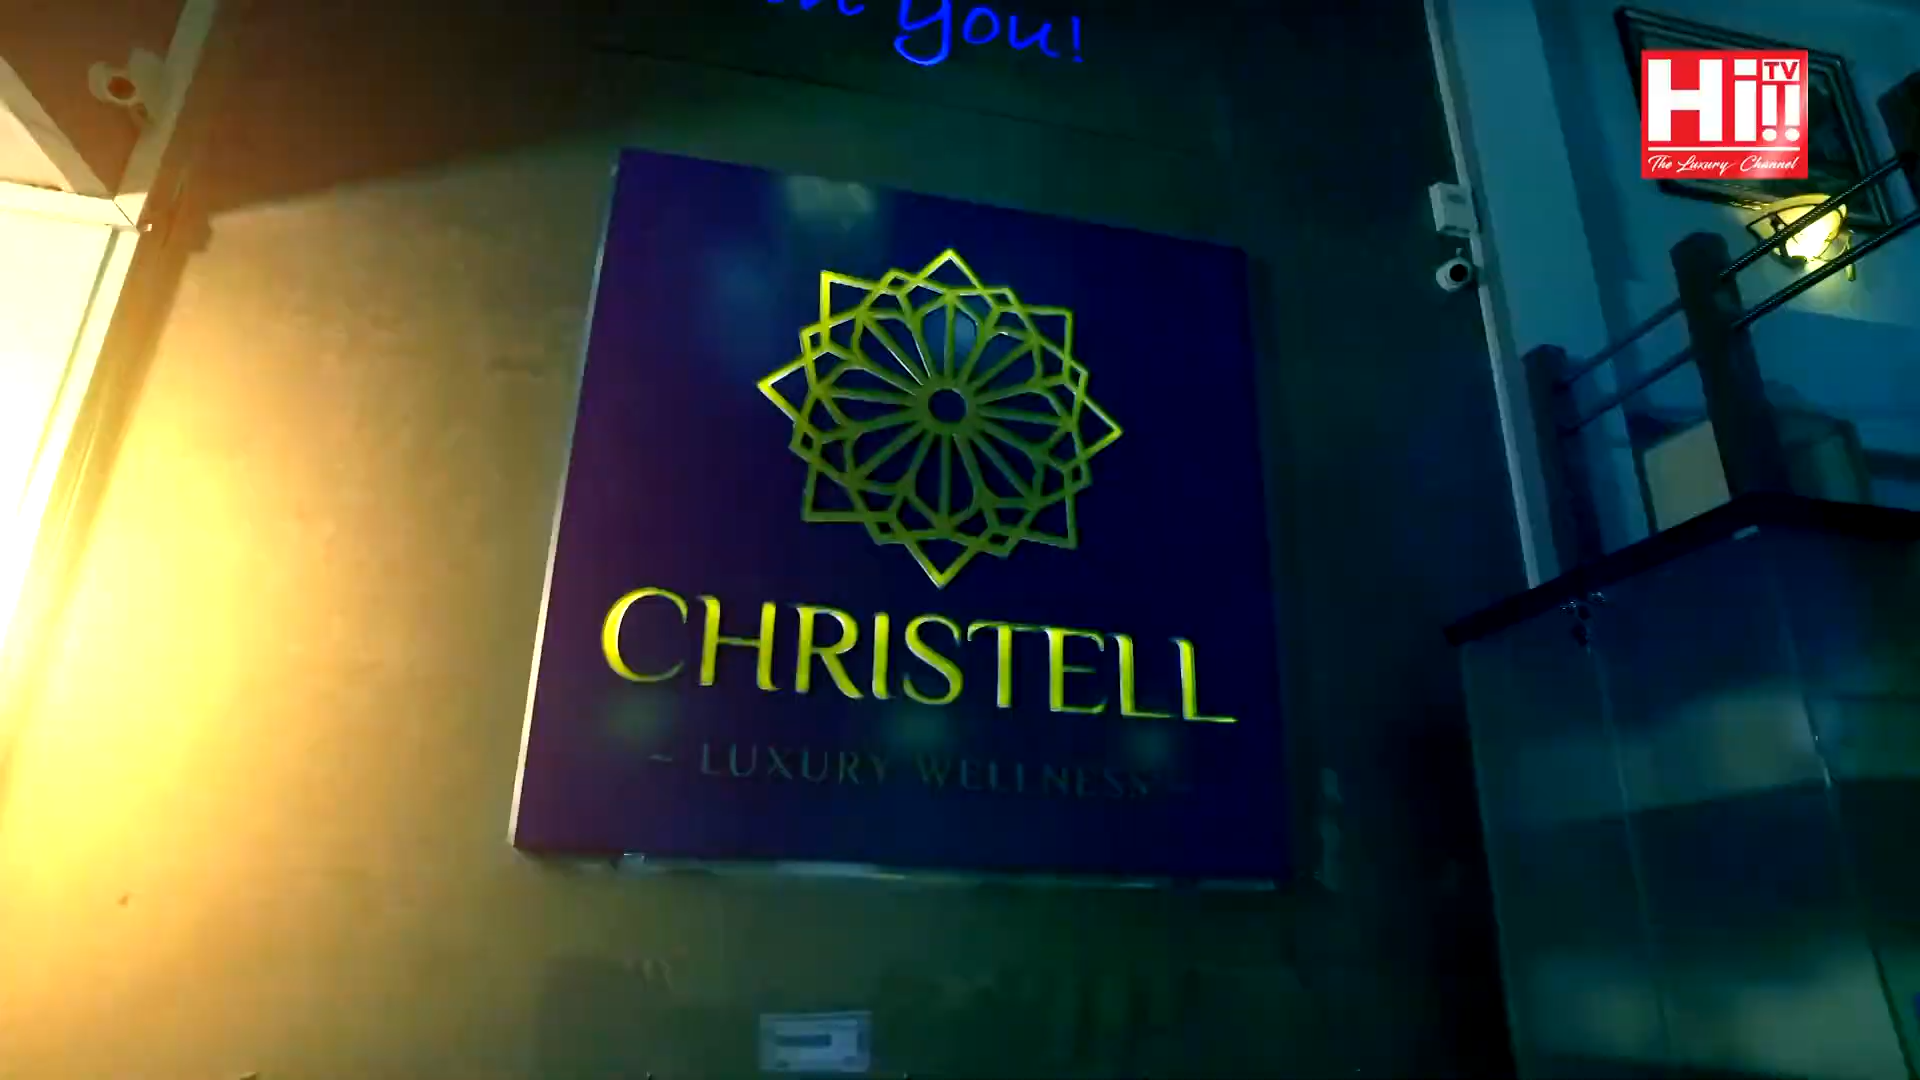 You!
Hi!!
TV
The Luxury Channel
CHRISTELL
~ LUXURY WELLNESS ~